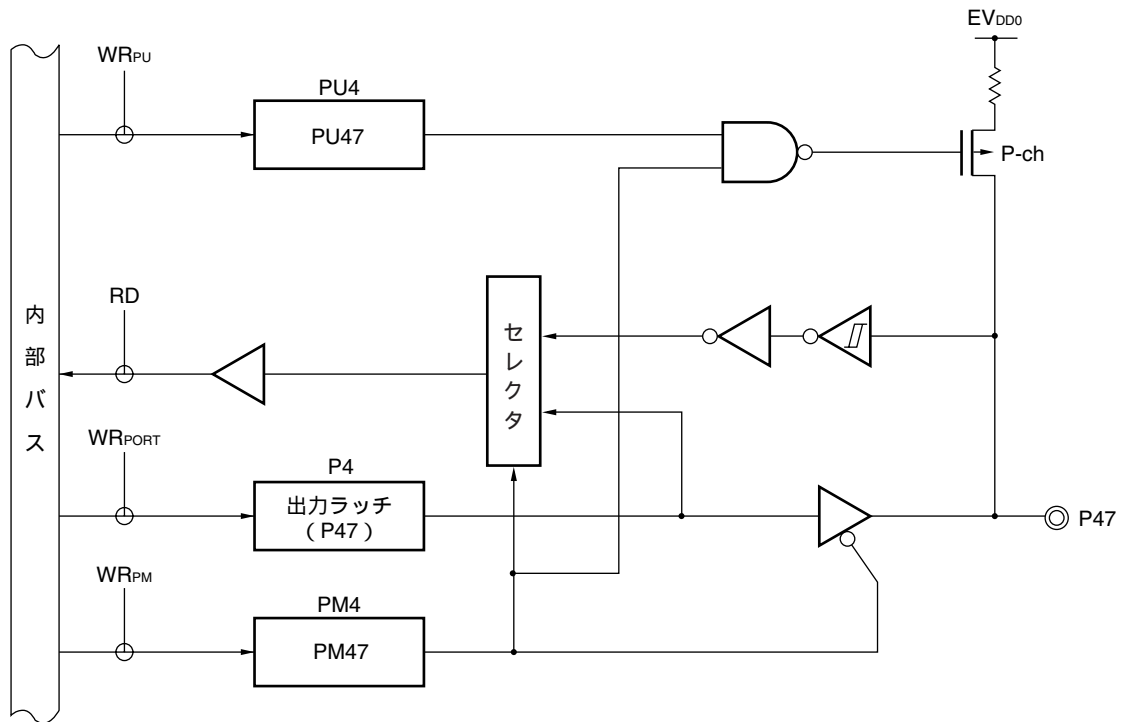 EVDD0
WRPU
PU4
PU47
P-ch
RD
内部バス
セレクタ
WRPORT
P4
出力ラッチ
（P47）
P47
WRPM
PM4
PM47